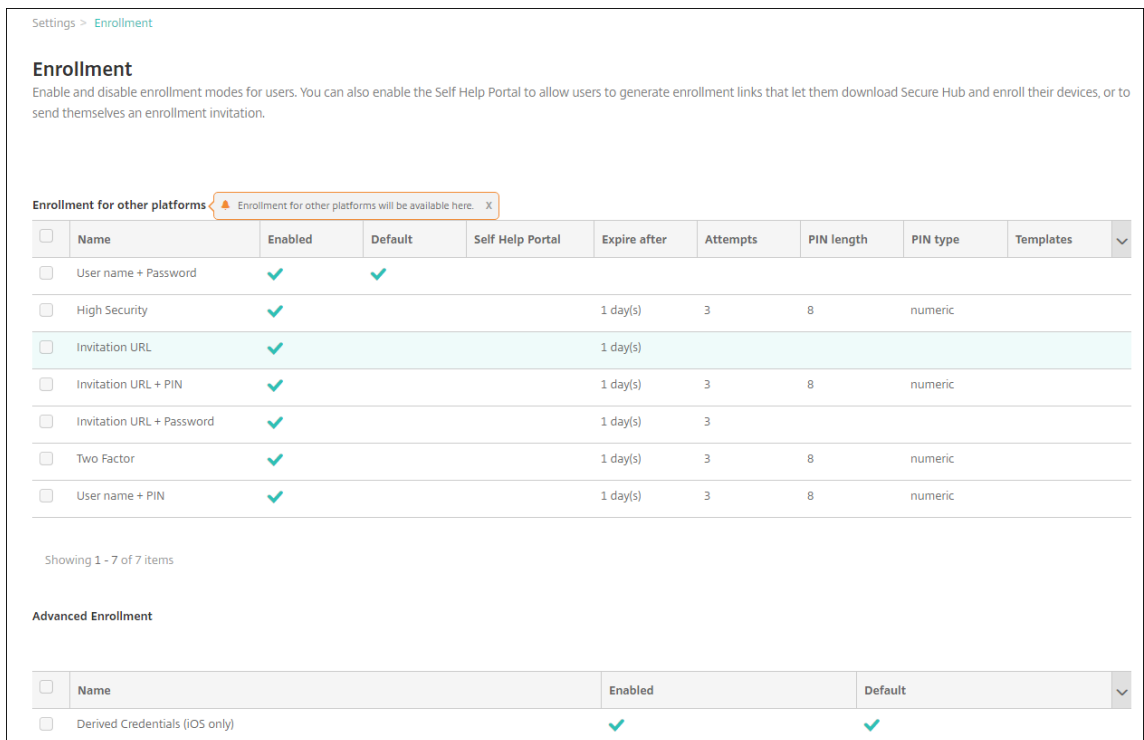 Settings > Enrollment
Enrollment
Enable and disable enrollment modes for users. You can also enable the Self Help Portal to allow users to generate enrollment links that let them download Secure Hub and enroll their devices, or to
send themselves an enrollment invitation.
Enrollment for other platforms Enrollment for other platforms will be available here. X
Name Enabled Default Self Help Portal Expire after Attempts PIN length PIN type Templates
User name + Password
High Security 1 day(s) 3 8 numeric
Invitation URL 1 day(s)
Invitation URL + PIN 1 day(s) 3 8 numeric
Invitation URL + Password 1 day(s) 3
Two Factor 1 day(s) 3 8 numeric
User name + PIN 1 day(s) 3 8 numeric
Showing 1 - 7 of 7 items
Advanced Enrollment
Name Enabled Default
Derived Credentials (iOS only)